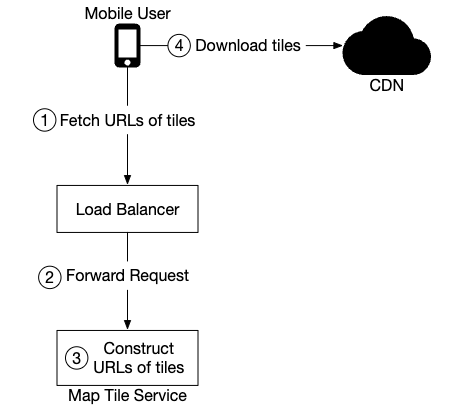 Mobile User
4 Download tiles
CDN
1 Fetch URLs of tiles
Load Balancer
2 Forward Request
3 Construct
URLs of tiles
Map Tile Service